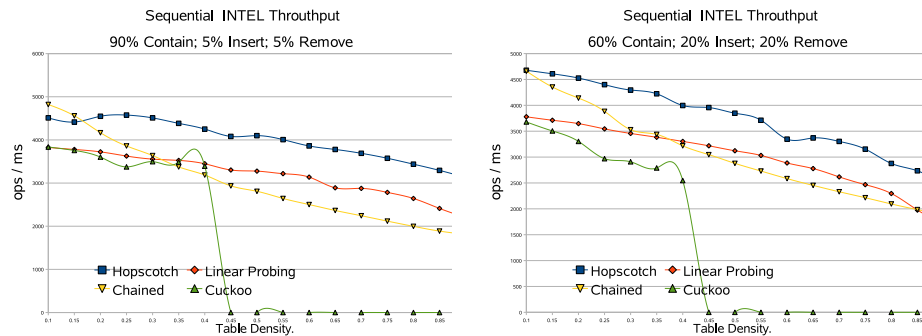 Sequential INTEL Throuthput
90% Contain; 5% Insert; 5% Remove
6000
5000
4000
3000
2000
1000
0
ops / ms
Hopscotch
Linear Probing
Chained
Cuckoo
0.1 0.15 0.2 0.25 0.3 0.35 0.4 0.45 0.5 0.55 0.6 0.65 0.7 0.75 0.8 0.85
Table Density.
Sequential INTEL Throuthput
60% Contain; 20% Insert; 20% Remove
5000
4500
4000
3500
3000
2500
2000
1500
1000
500
0
ops / ms
Hopscotch
Linear Probing
Chained
Cuckoo
0.1 0.15 0.2 0.25 0.3 0.35 0.4 0.45 0.5 0.55 0.6 0.65 0.7 0.75 0.8 0.85
Table Density.